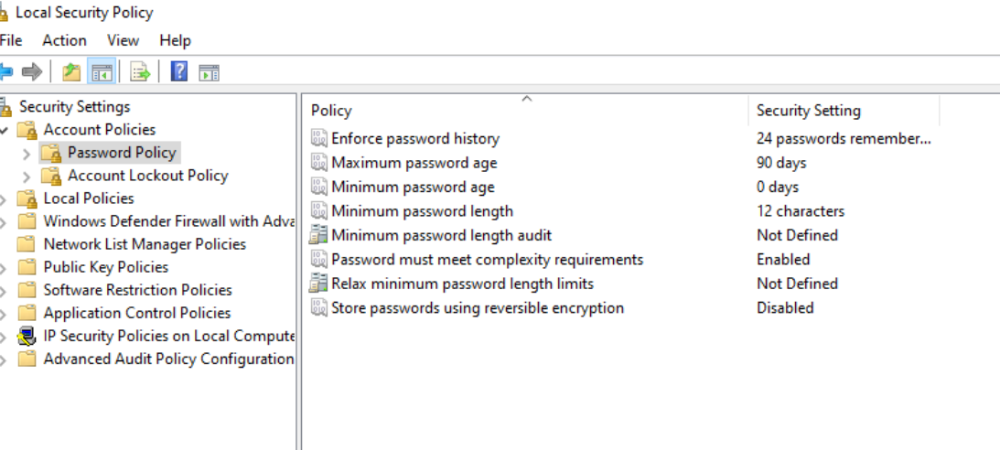 Local Security Policy
File Action View Help
Security Settings
Account Policies
Password Policy
Account Lockout Policy
Local Policies
Windows Defender Firewall with Adva
Network List Manager Policies
Public Key Policies
Software Restriction Policies
Application Control Policies
IP Security Policies on Local Compute
Advanced Audit Policy Configuration
Policy Security Setting
Enforce password history 24 passwords remember...
Maximum password age 90 days
Minimum password age 0 days
Minimum password length 12 characters
Minimum password length audit Not Defined
Password must meet complexity requirements Enabled
Relax minimum password length limits Not Defined
Store passwords using reversible encryption Disabled